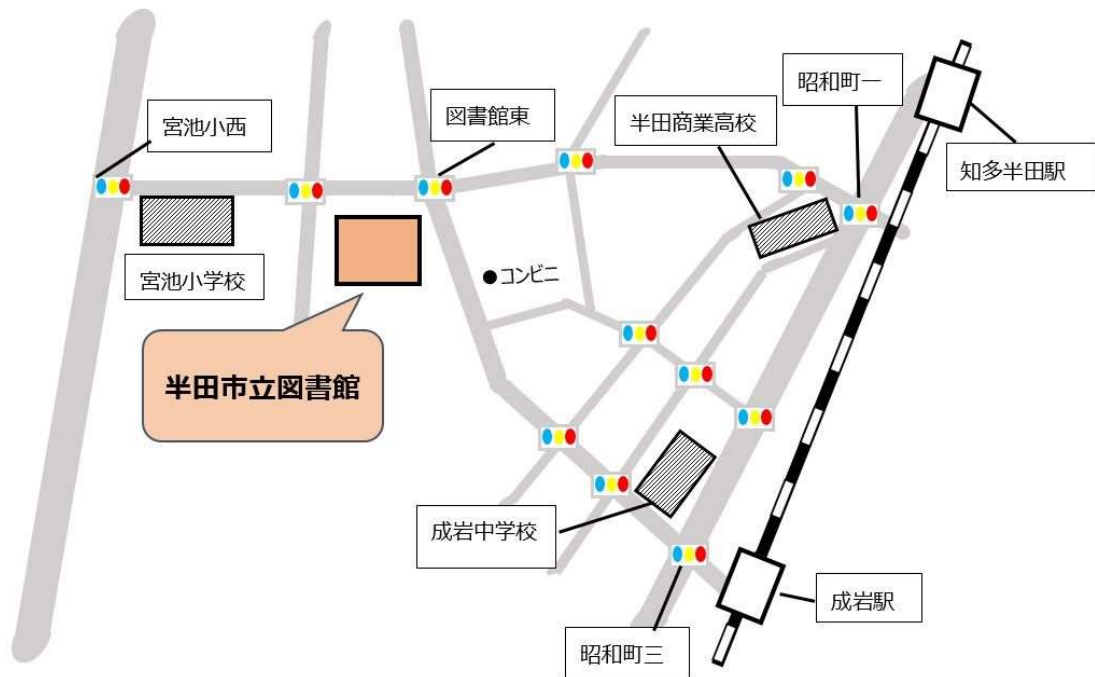 昭和町一
宮池小西
図書館東
半田商業高校
知多半田駅
宮池小学校
コンビニ
半田市立図書館
成岩中学校
成岩駅
昭和町三